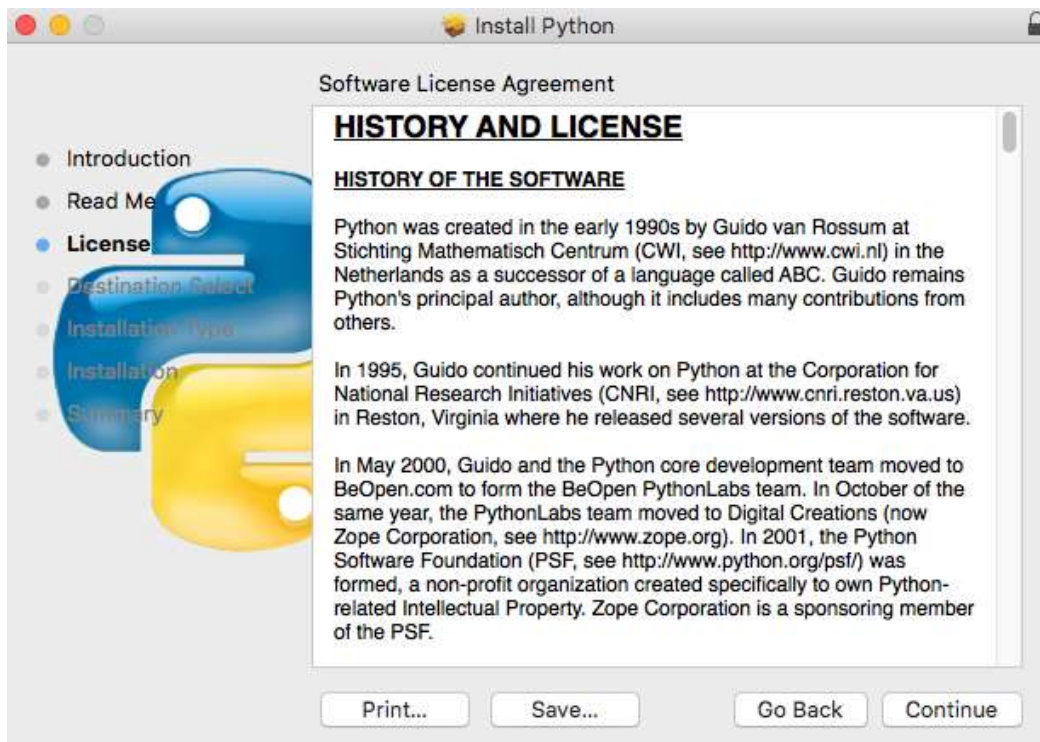 Install Python
Software License Agreement
Introduction
Read Me
License
Destination Select
Installation Type
Installation
Summary
HISTORY AND LICENSE
HISTORY OF THE SOFTWARE
Python was created in the early 1990s by Guido van Rossum at
Stichting Mathematisch Centrum (CWI, see http://www.cwi.nl) in the
Netherlands as a successor of a language called ABC. Guido remains
Python's principal author, although it includes many contributions from
others.
In 1995, Guido continued his work on Python at the Corporation for
National Research Initiatives (CNRI, see http://www.cnri.reston.va.us)
in Reston, Virginia where he released several versions of the software.
In May 2000, Guido and the Python core development team moved to
BeOpen.com to form the BeOpen PythonLabs team. In October of the
same year, the PythonLabs team moved to Digital Creations (now
Zope Corporation, see http://www.zope.org). In 2001, the Python
Software Foundation (PSF, see http://www.python.org/psf/) was
formed, a non-profit organization created specifically to own Python-
related Intellectual Property. Zope Corporation is a sponsoring member
of the PSF.
Print...
Save...
Go Back
Continue